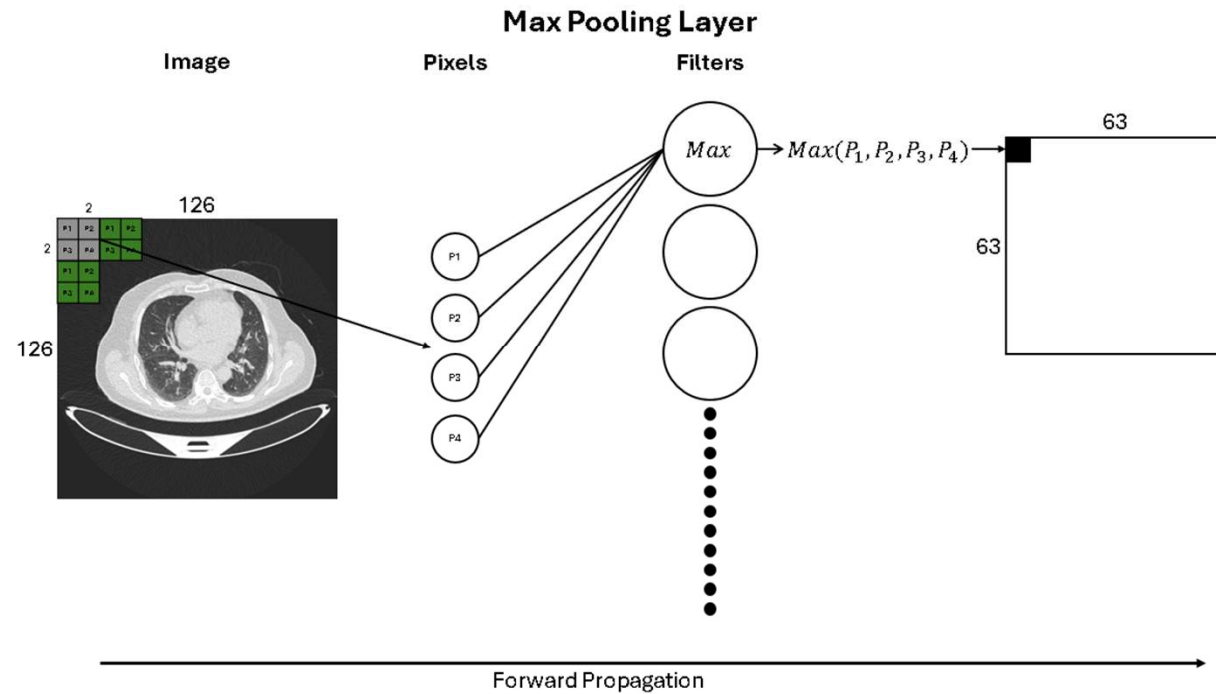 Max Pooling Layer
Image
Pixels
Filters
63
Max
Max(P₁, P₂, P₃, P₄)
2
126
P1 P2 P1 P2
2
P3 P4 P3 P4
P1 P2
P3 P4
63
126
P1
P2
P3
P4
Forward Propagation